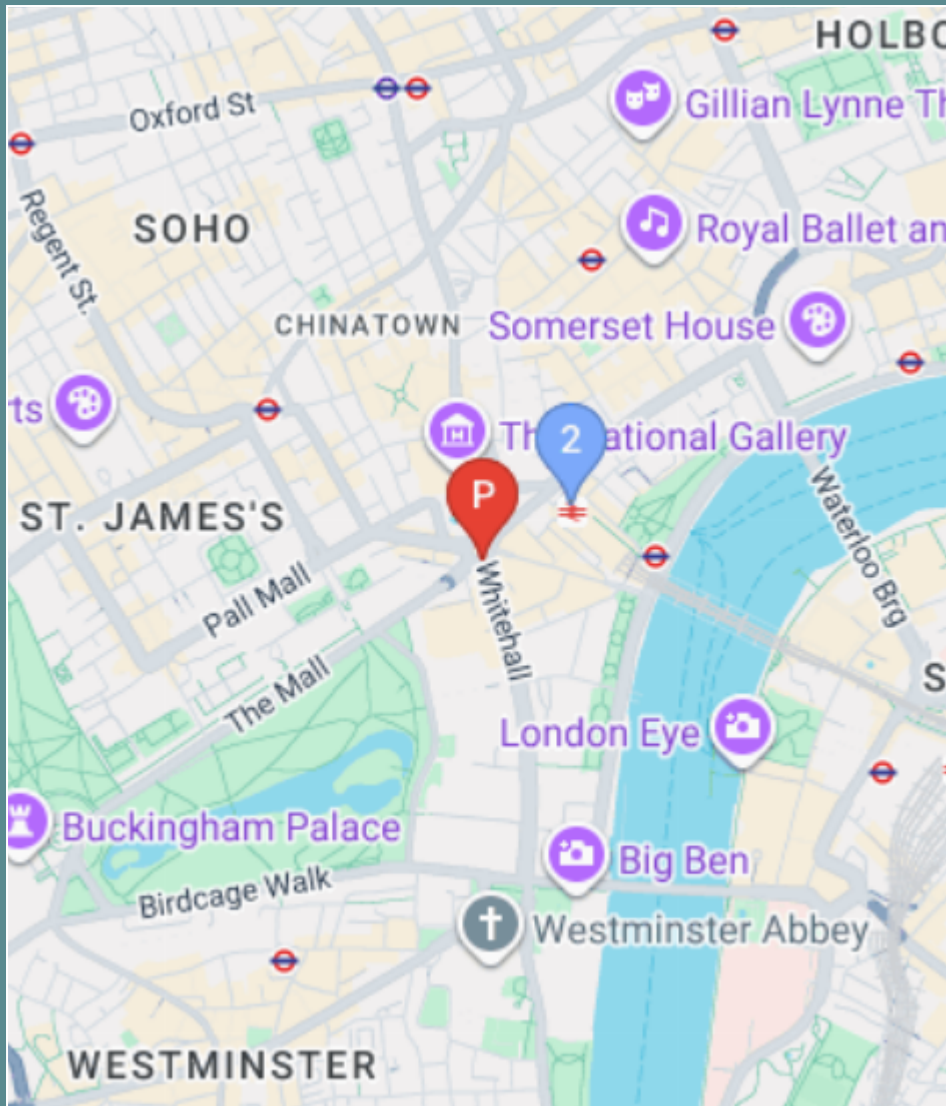 HOLBO
Oxford St
Gillian Lynne Th
Regent St.
SOHO
Royal Ballet an
CHINATOWN
Somerset House
rts
2
Th ational Gallery
P
ST. JAMES'S
Waterloo Brg
Pall Mall
Whitehall
The Mall
S
London Eye
Buckingham Palace
Big Ben
Birdcage Walk
Westminster Abbey
WESTMINSTER